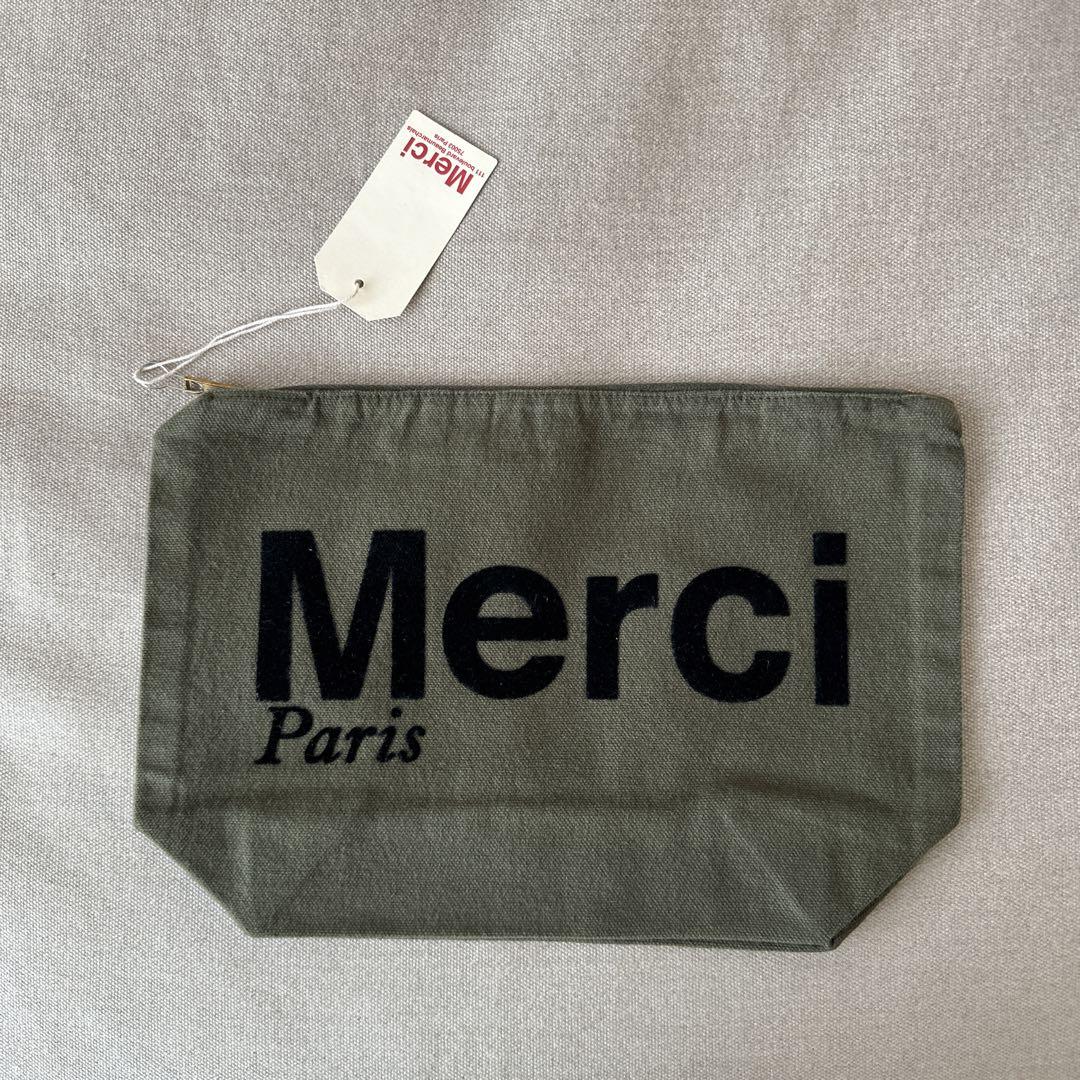 Merci
111 boulevard Beaumarchais
75003 Paris
Merci
Paris